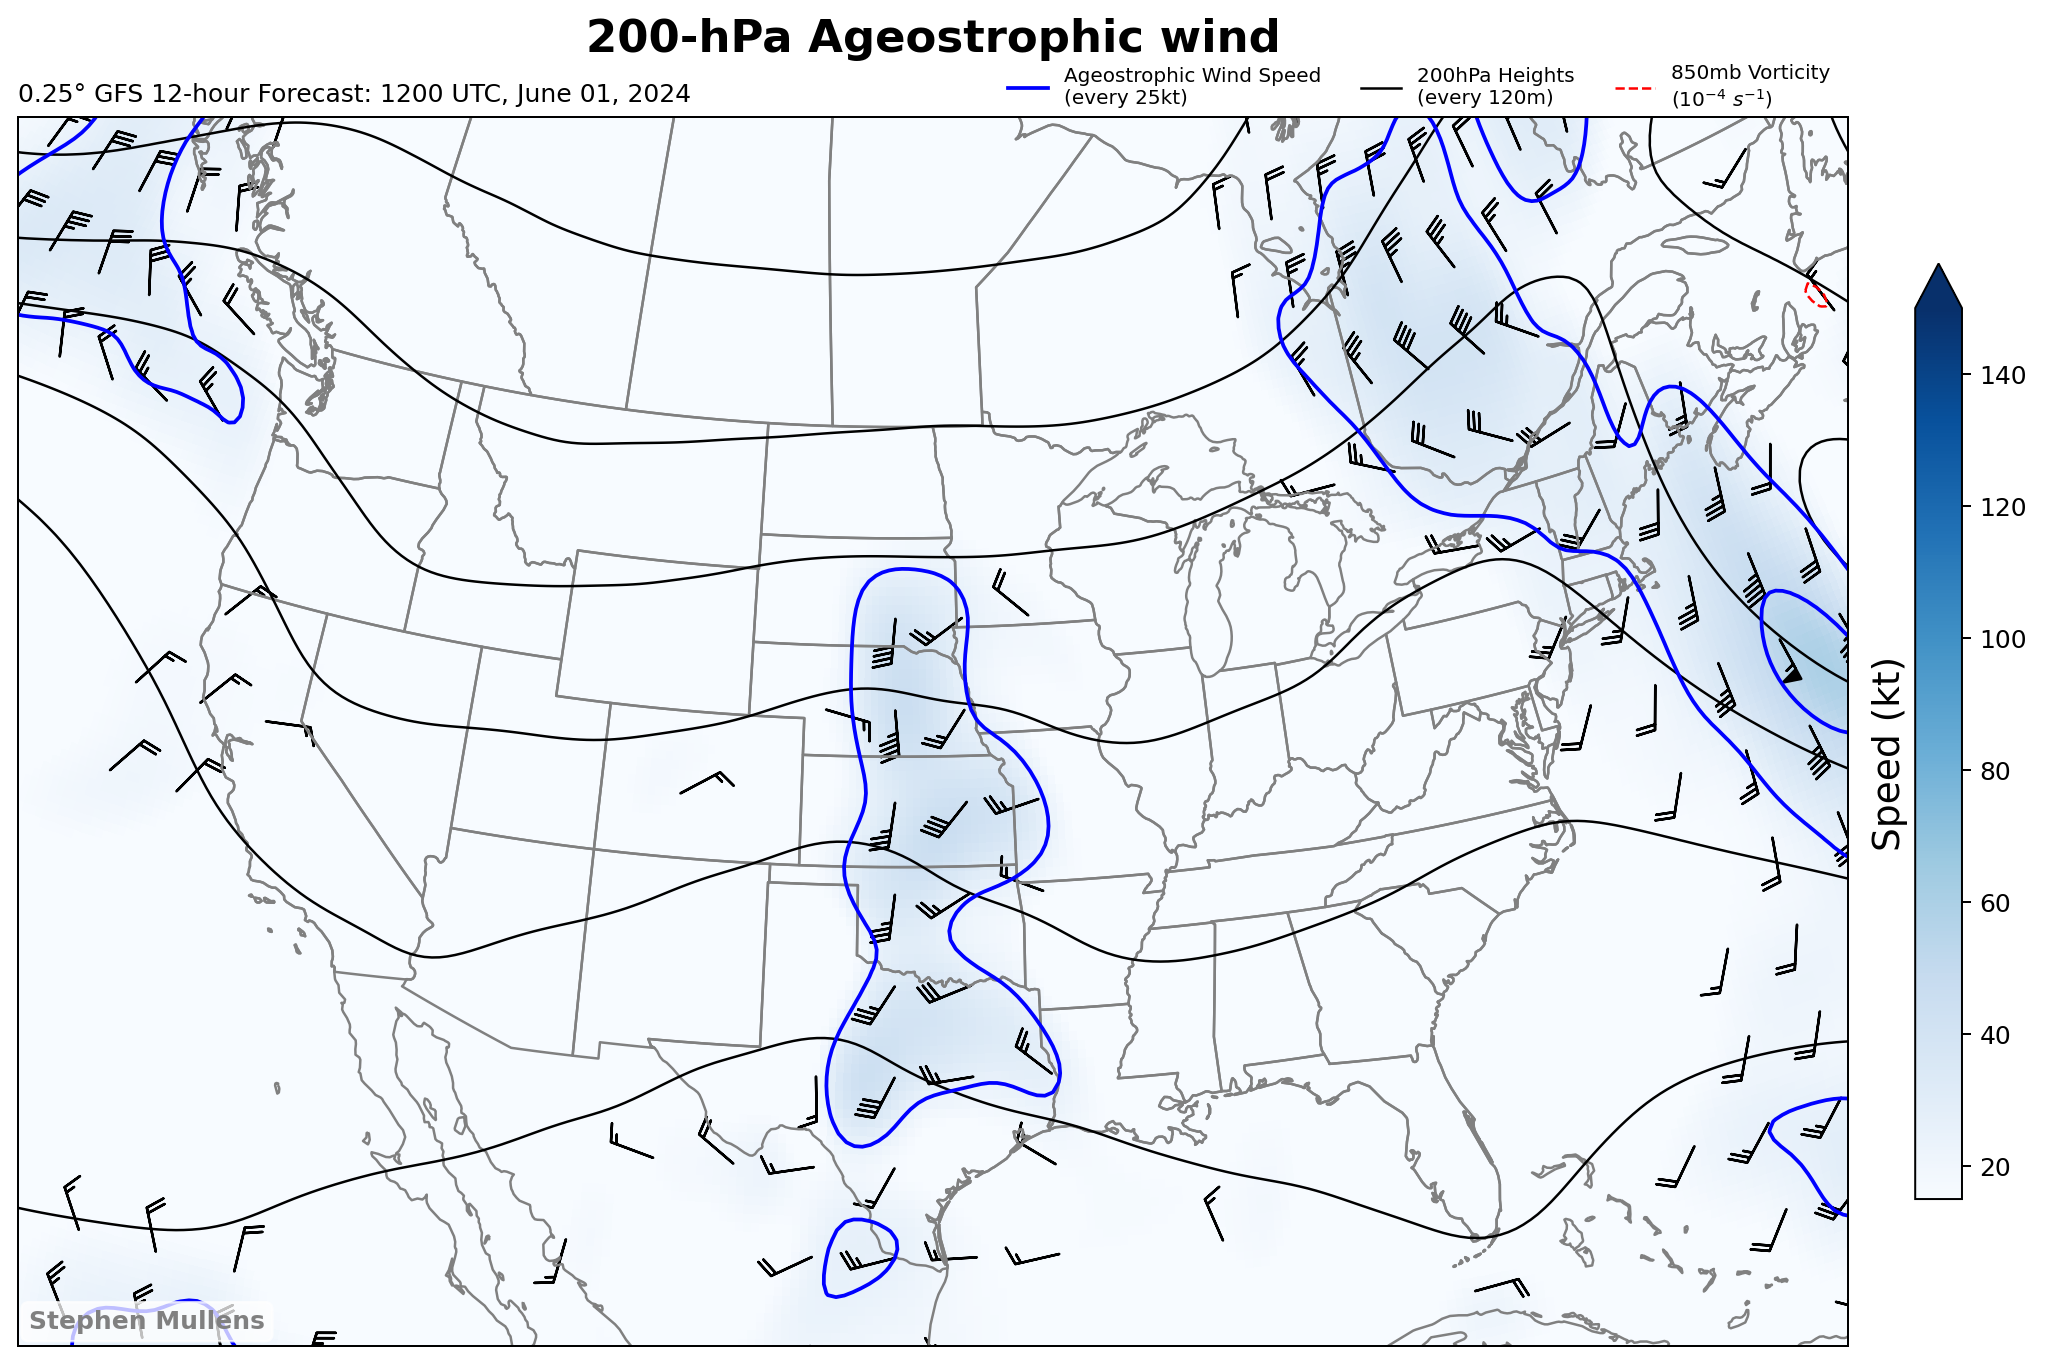 200-hPa Ageostrophic wind
0.25° GFS 12-hour Forecast: 1200 UTC, June 01, 2024
Ageostrophic Wind Speed
(every 25kt)
200hPa Heights
(every 120m)
850mb Vorticity
(10⁻⁴ s⁻¹)
140
120
100
80
60
40
20
Speed (kt)
Stephen Mullens